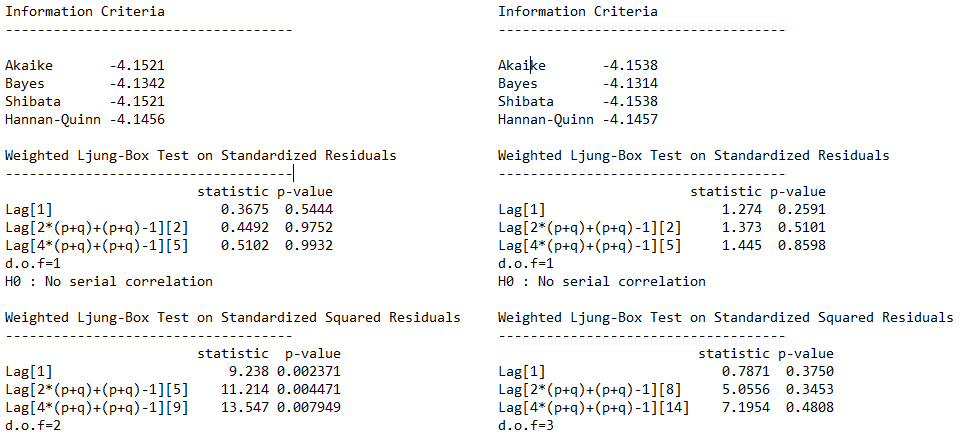 Information Criteria
------------------------------------
Akaike       -4.1521
Bayes        -4.1342
Shibata      -4.1521
Hannan-Quinn -4.1456
Weighted Ljung-Box Test on Standardized Residuals
------------------------------------
                        statistic p-value
Lag[1]                     0.3675  0.5444
Lag[2*(p+q)+(p+q)-1][2]    0.4492  0.9752
Lag[4*(p+q)+(p+q)-1][5]    0.5102  0.9932
d.o.f=1
H0 : No serial correlation
Weighted Ljung-Box Test on Standardized Squared Residuals
------------------------------------
                        statistic  p-value
Lag[1]                      9.238 0.002371
Lag[2*(p+q)+(p+q)-1][5]    11.214 0.004471
Lag[4*(p+q)+(p+q)-1][9]    13.547 0.007949
d.o.f=2
Information Criteria
------------------------------------
Akaike       -4.1538
Bayes        -4.1314
Shibata      -4.1538
Hannan-Quinn -4.1457
Weighted Ljung-Box Test on Standardized Residuals
------------------------------------
                        statistic p-value
Lag[1]                      1.274  0.2591
Lag[2*(p+q)+(p+q)-1][2]     1.373  0.5101
Lag[4*(p+q)+(p+q)-1][5]     1.445  0.8598
d.o.f=1
H0 : No serial correlation
Weighted Ljung-Box Test on Standardized Squared Residuals
------------------------------------
                         statistic p-value
Lag[1]                      0.7871  0.3750
Lag[2*(p+q)+(p+q)-1][8]     5.0556  0.3453
Lag[4*(p+q)+(p+q)-1][14]    7.1954  0.4808
d.o.f=3